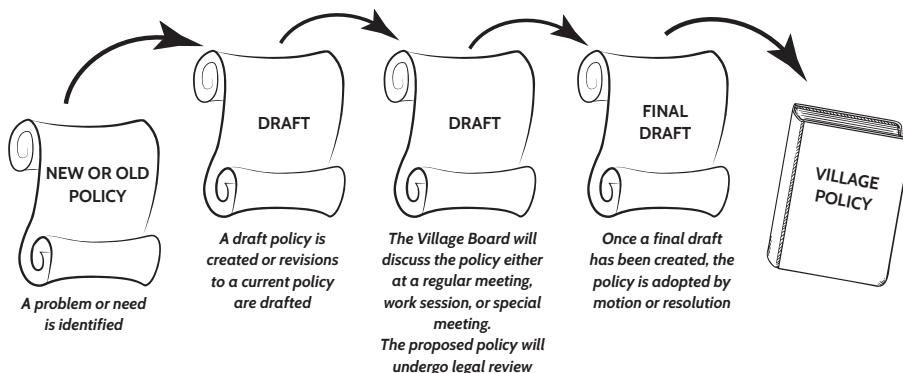 NEW OR OLD
POLICY
A problem or need
is identified
DRAFT
A draft policy is
created or revisions
to a current policy
are drafted
DRAFT
The Village Board will
discuss the policy either
at a regular meeting,
work session, or special
meeting.
The proposed policy will
undergo legal review
FINAL
DRAFT
Once a final draft
has been created, the
policy is adopted by
motion or resolution
VILLAGE
POLICY